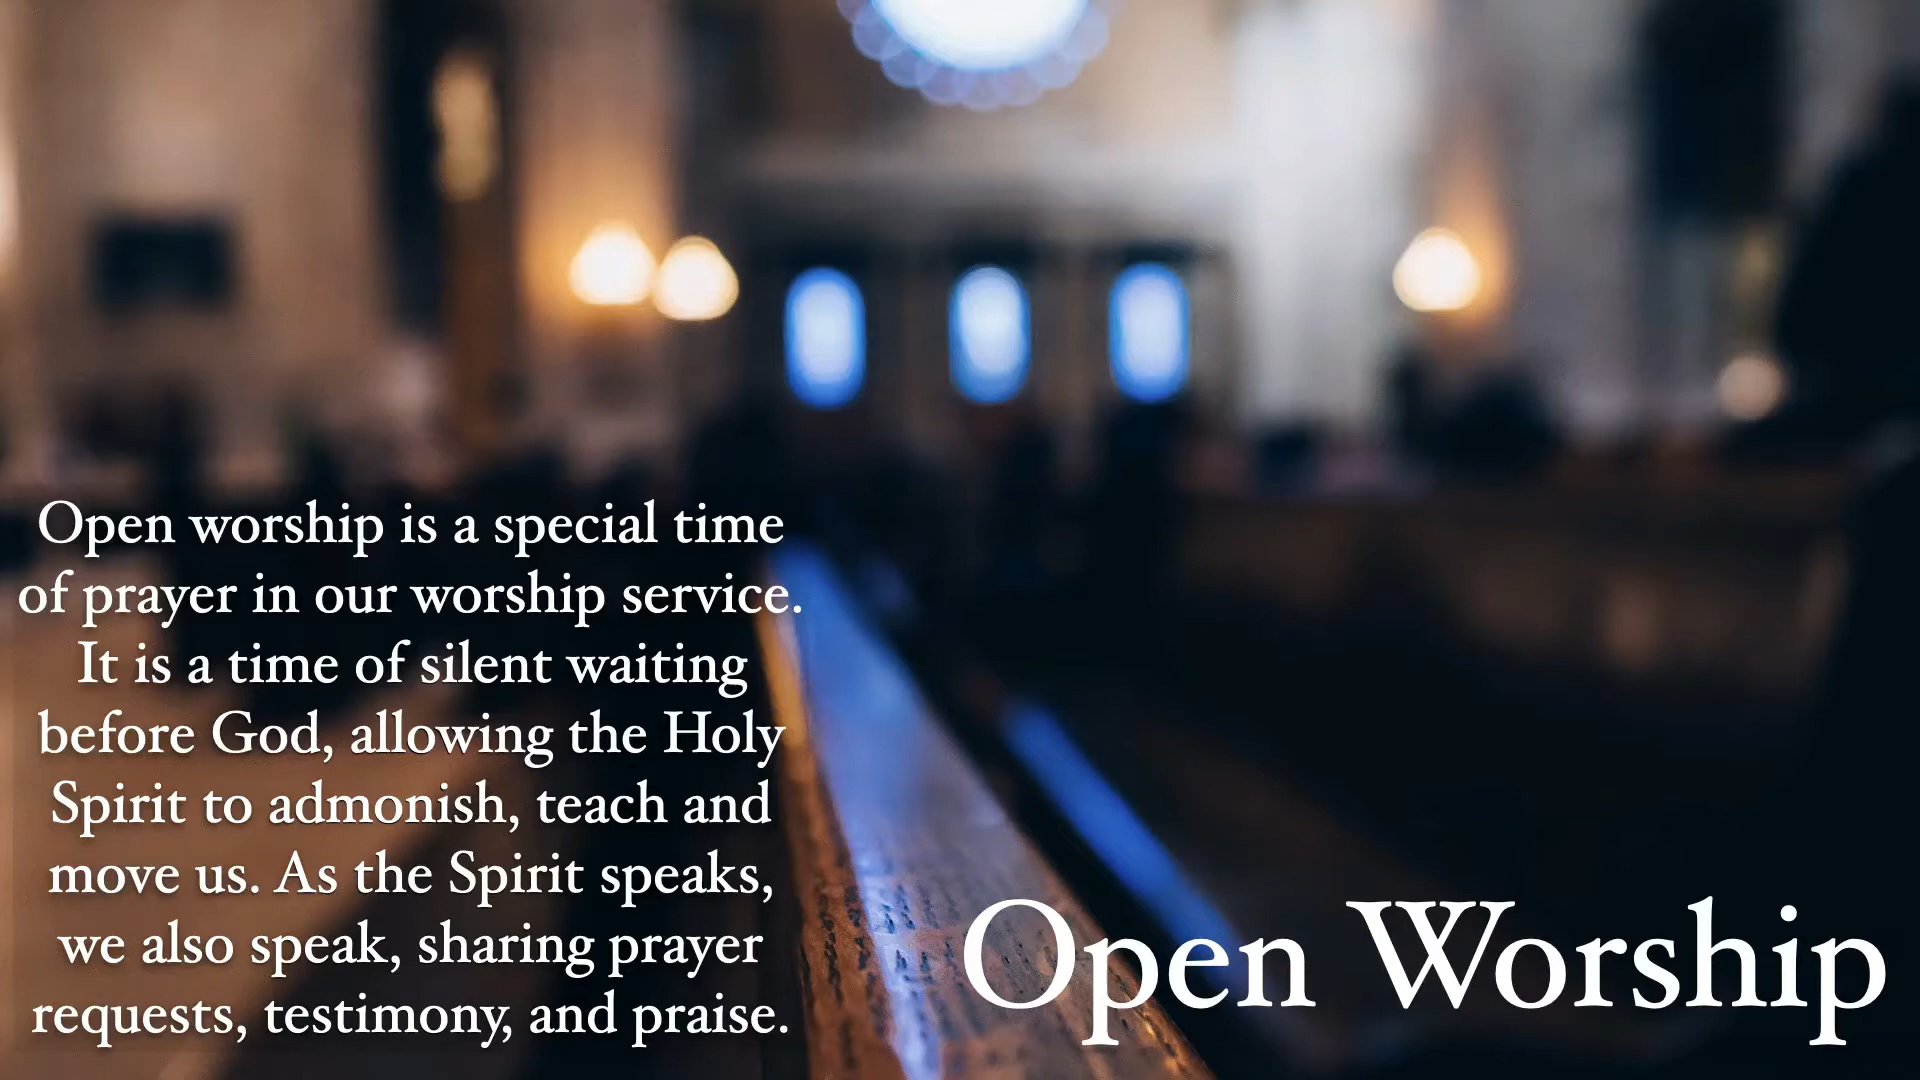 Open worship is a special time
of prayer in our worship service.
It is a time of silent waiting
before God, allowing the Holy
Spirit to admonish, teach and
move us. As the Spirit speaks,
we also speak, sharing prayer
requests, testimony, and praise.
Open Worship